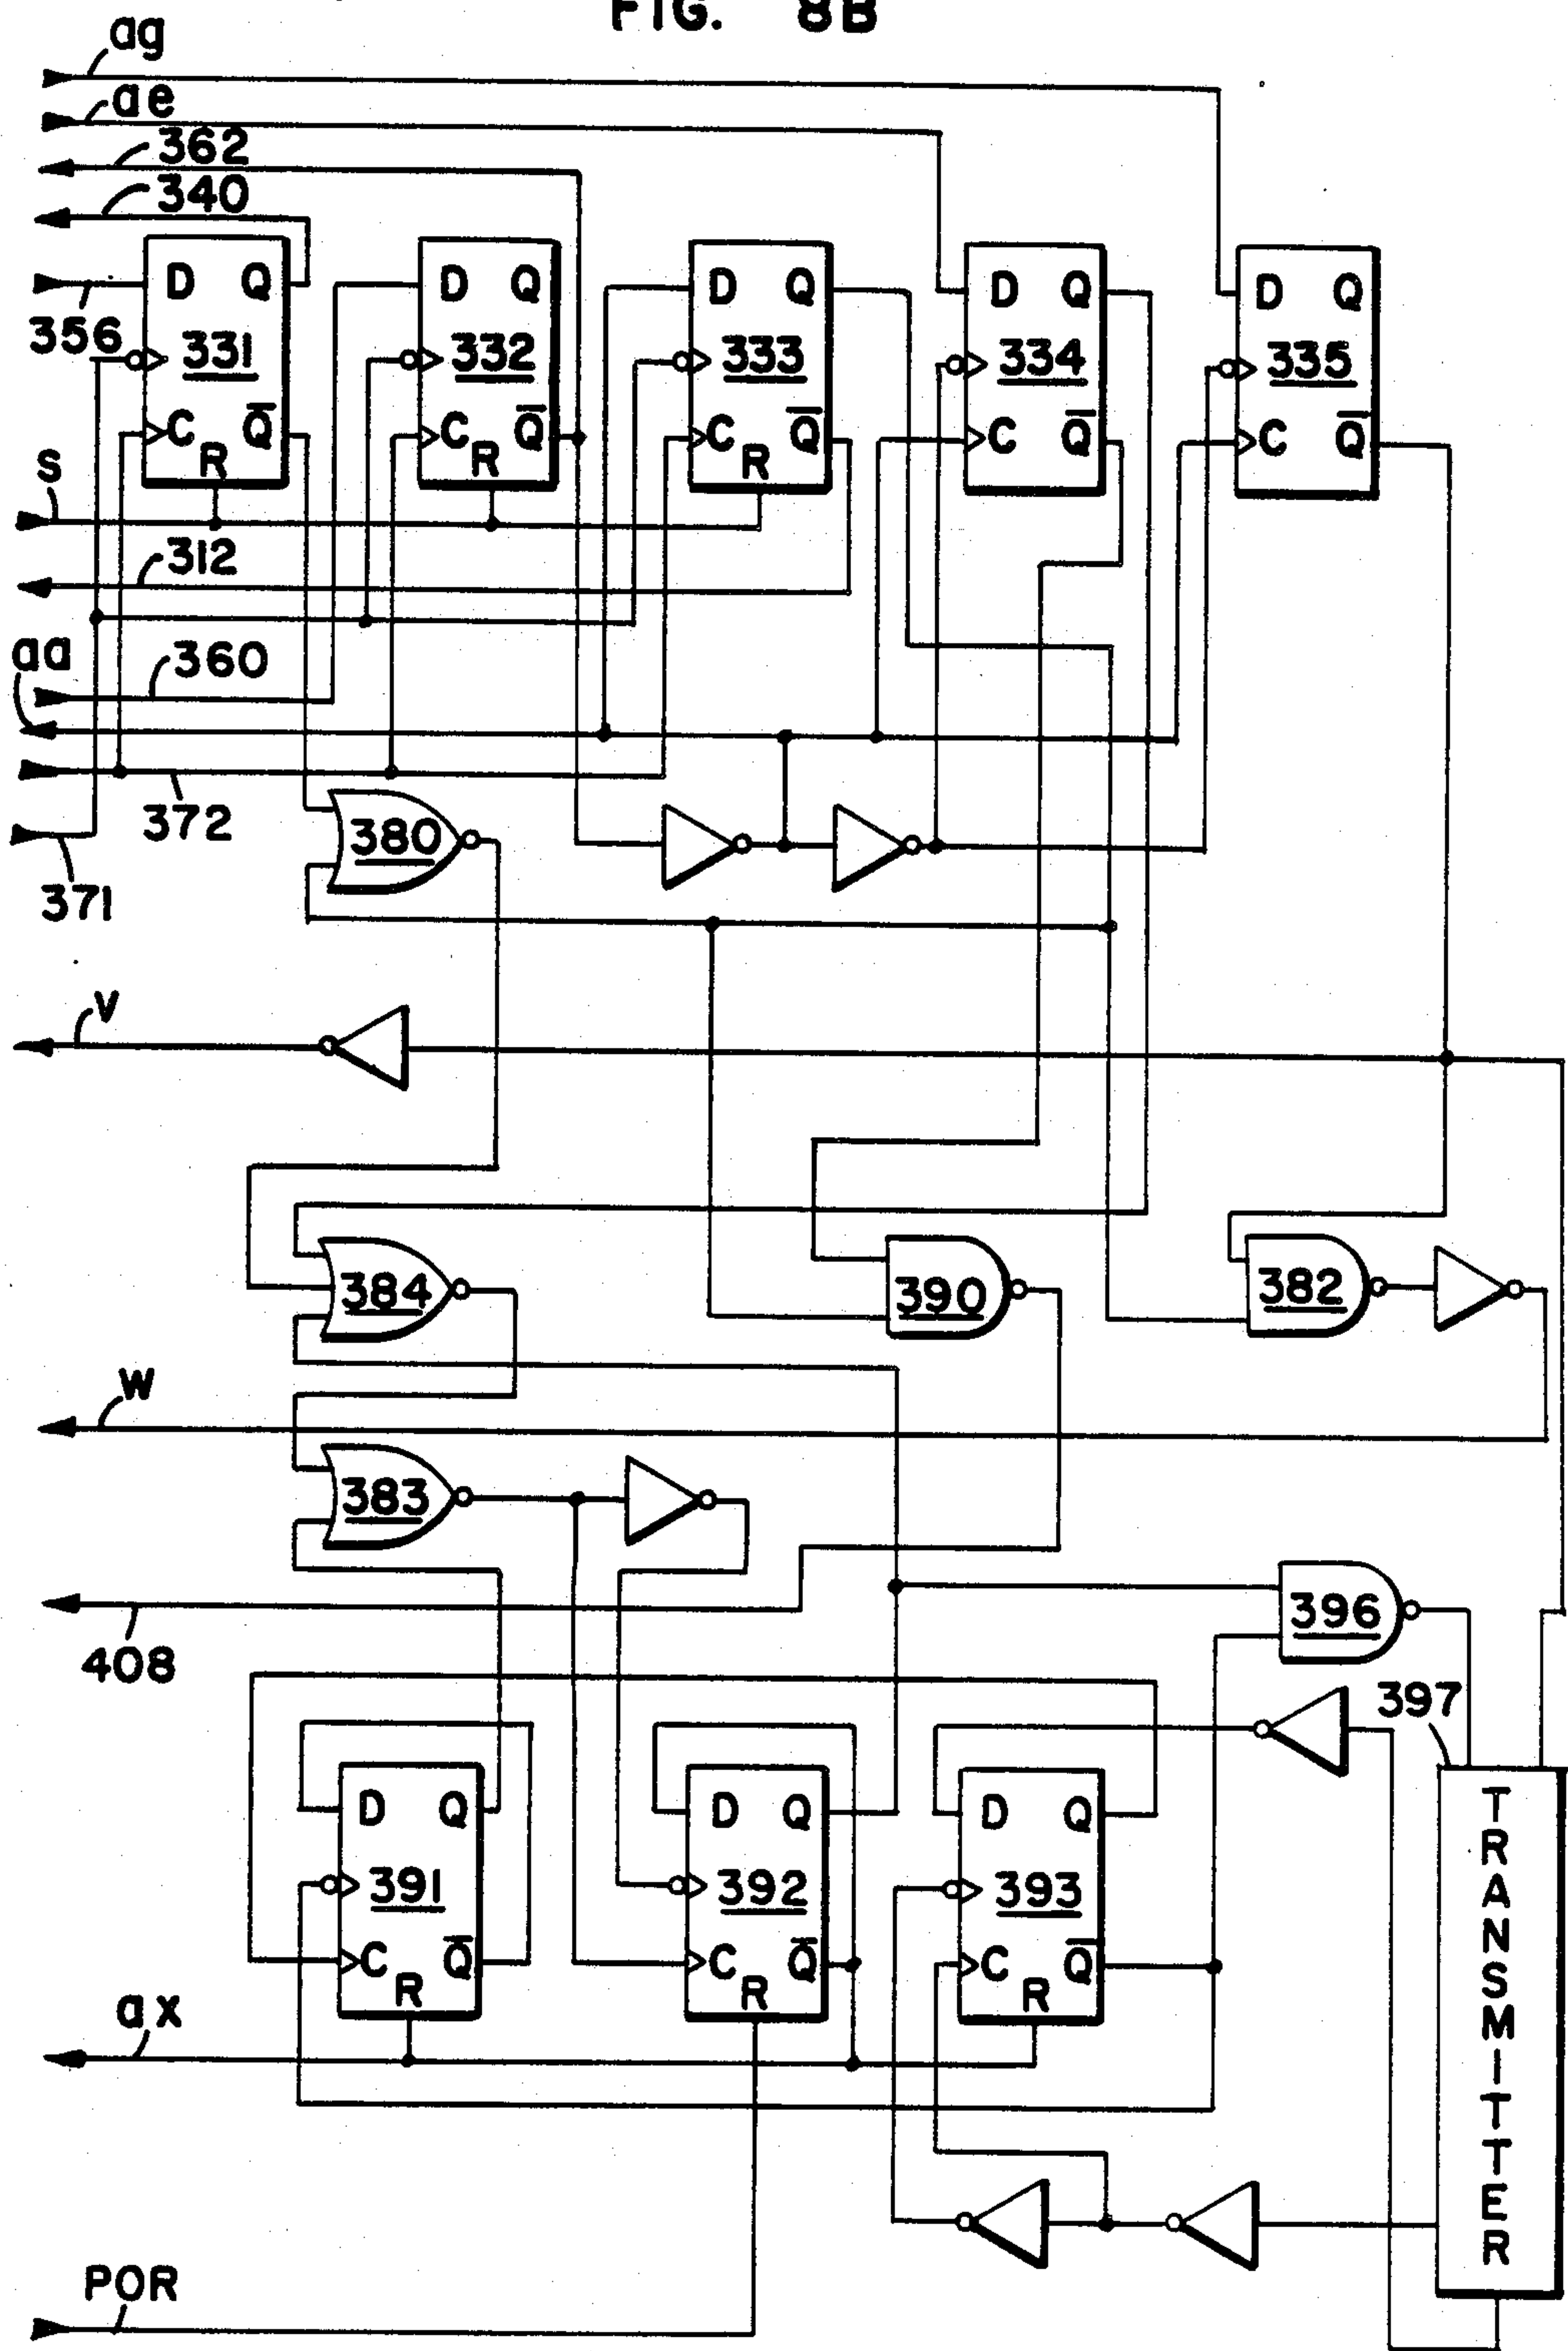 FIG. 8B
ag
ae
362
340
D Q D Q D Q D Q D Q
356 331 332 333 334 335
C R Q̅ C R Q̅ C R Q̅ C Q̅ C Q̅
S
312
aa 360
372
380
371
V
384 390 382
W
383
408
396
397
D Q D Q D Q
391 392 393
C R Q̅ C R Q̅ C R Q̅
TRANSMITTER
ax
POR